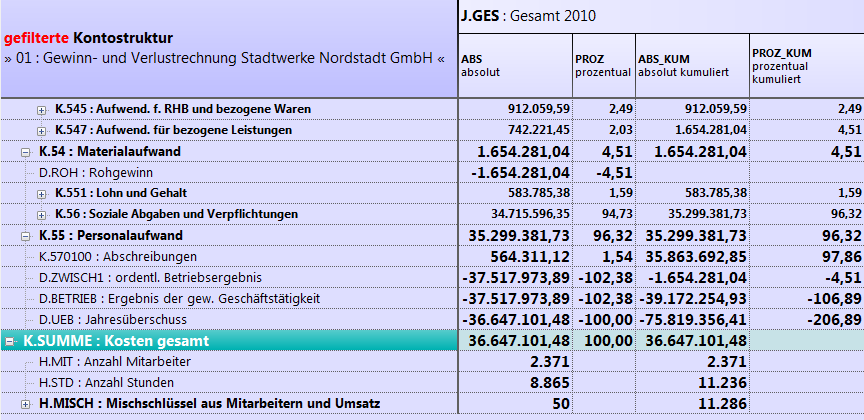 J.GES : Gesamt 2010
gefilterte Kontostruktur
» 01 : Gewinn- und Verlustrechnung Stadtwerke Nordstadt GmbH «
ABS PROZ ABS_KUM PROZ_KUM
absolut prozentual absolut kumuliert prozentual
kumuliert
K.545 : Aufwend. f. RHB und bezogene Waren 912.059,59 2,49 912.059,59 2,49
K.547 : Aufwend. für bezogene Leistungen 742.221,45 2,03 1.654.281,04 4,51
K.54 : Materialaufwand 1.654.281,04 4,51 1.654.281,04 4,51
D.ROH : Rohgewinn -1.654.281,04 -4,51
K.551 : Lohn und Gehalt 583.785,38 1,59 583.785,38 1,59
K.56 : Soziale Abgaben und Verpflichtungen 34.715.596,35 94,73 35.299.381,73 96,32
K.55 : Personalaufwand 35.299.381,73 96,32 35.299.381,73 96,32
K.570100 : Abschreibungen 564.311,12 1,54 35.863.692,85 97,86
D.ZWISCH1 : ordentl. Betriebsergebnis -37.517.973,89 -102,38 -1.654.281,04 -4,51
D.BETRIEB : Ergebnis der gew. Geschäftstätigkeit -37.517.973,89 -102,38 -39.172.254,93 -106,89
D.UEB : Jahresüberschuss -36.647.101,48 -100,00 -75.819.356,41 -206,89
K.SUMME : Kosten gesamt 36.647.101,48 100,00 36.647.101,48
H.MIT : Anzahl Mitarbeiter 2.371 2.371
H.STD : Anzahl Stunden 8.865 11.236
H.MISCH : Mischschlüssel aus Mitarbeitern und Umsatz 50 11.286